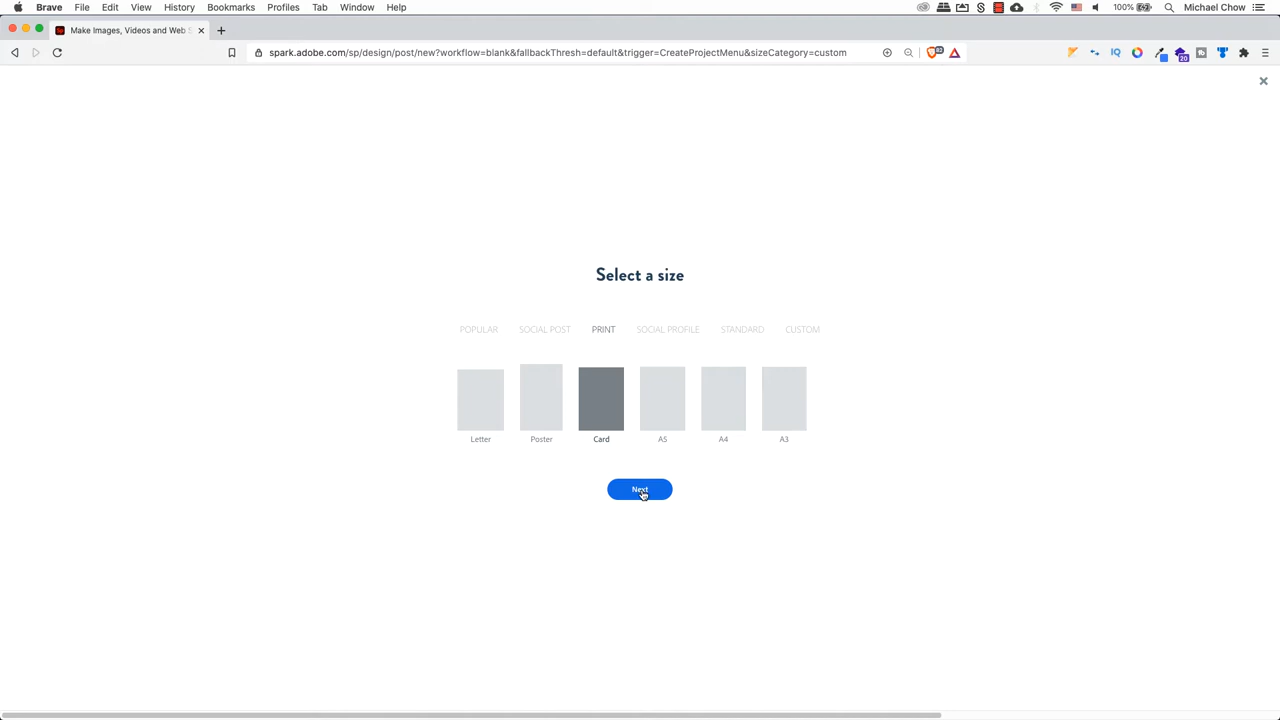 Brave File Edit View History Bookmarks Profiles Tab Window Help 100% Michael Chow
Make Images, Videos and Web S
spark.adobe.com/sp/design/post/new?workflow=blank&fallbackThresh=default&trigger=CreateProjectMenu&sizeCategory=custom
IQ
20
Select a size
POPULAR SOCIAL POST PRINT SOCIAL PROFILE STANDARD CUSTOM
Letter Poster Card A5 A4 A3
Next